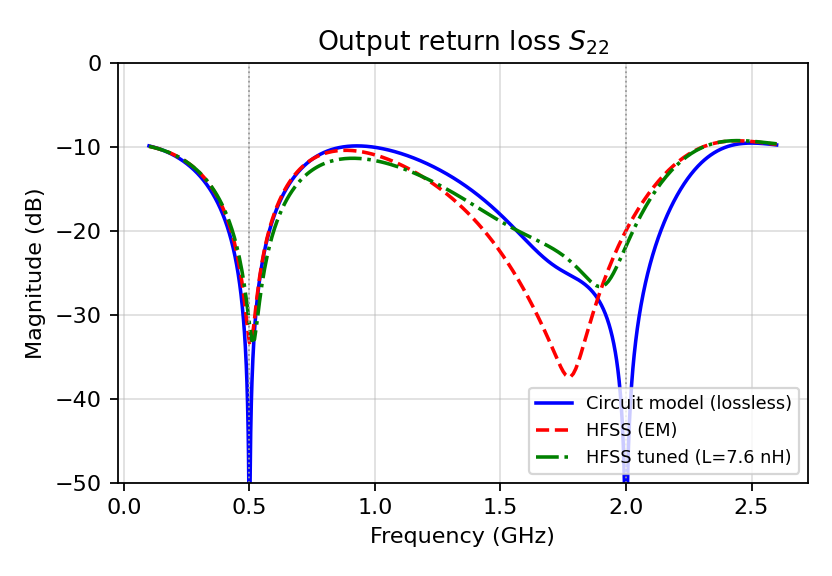 Output return loss S₂₂
Magnitude (dB)
0
−10
−20
−30
−40
−50
Circuit model (lossless)
HFSS (EM)
HFSS tuned (L=7.6 nH)
0.0 0.5 1.0 1.5 2.0 2.5
Frequency (GHz)